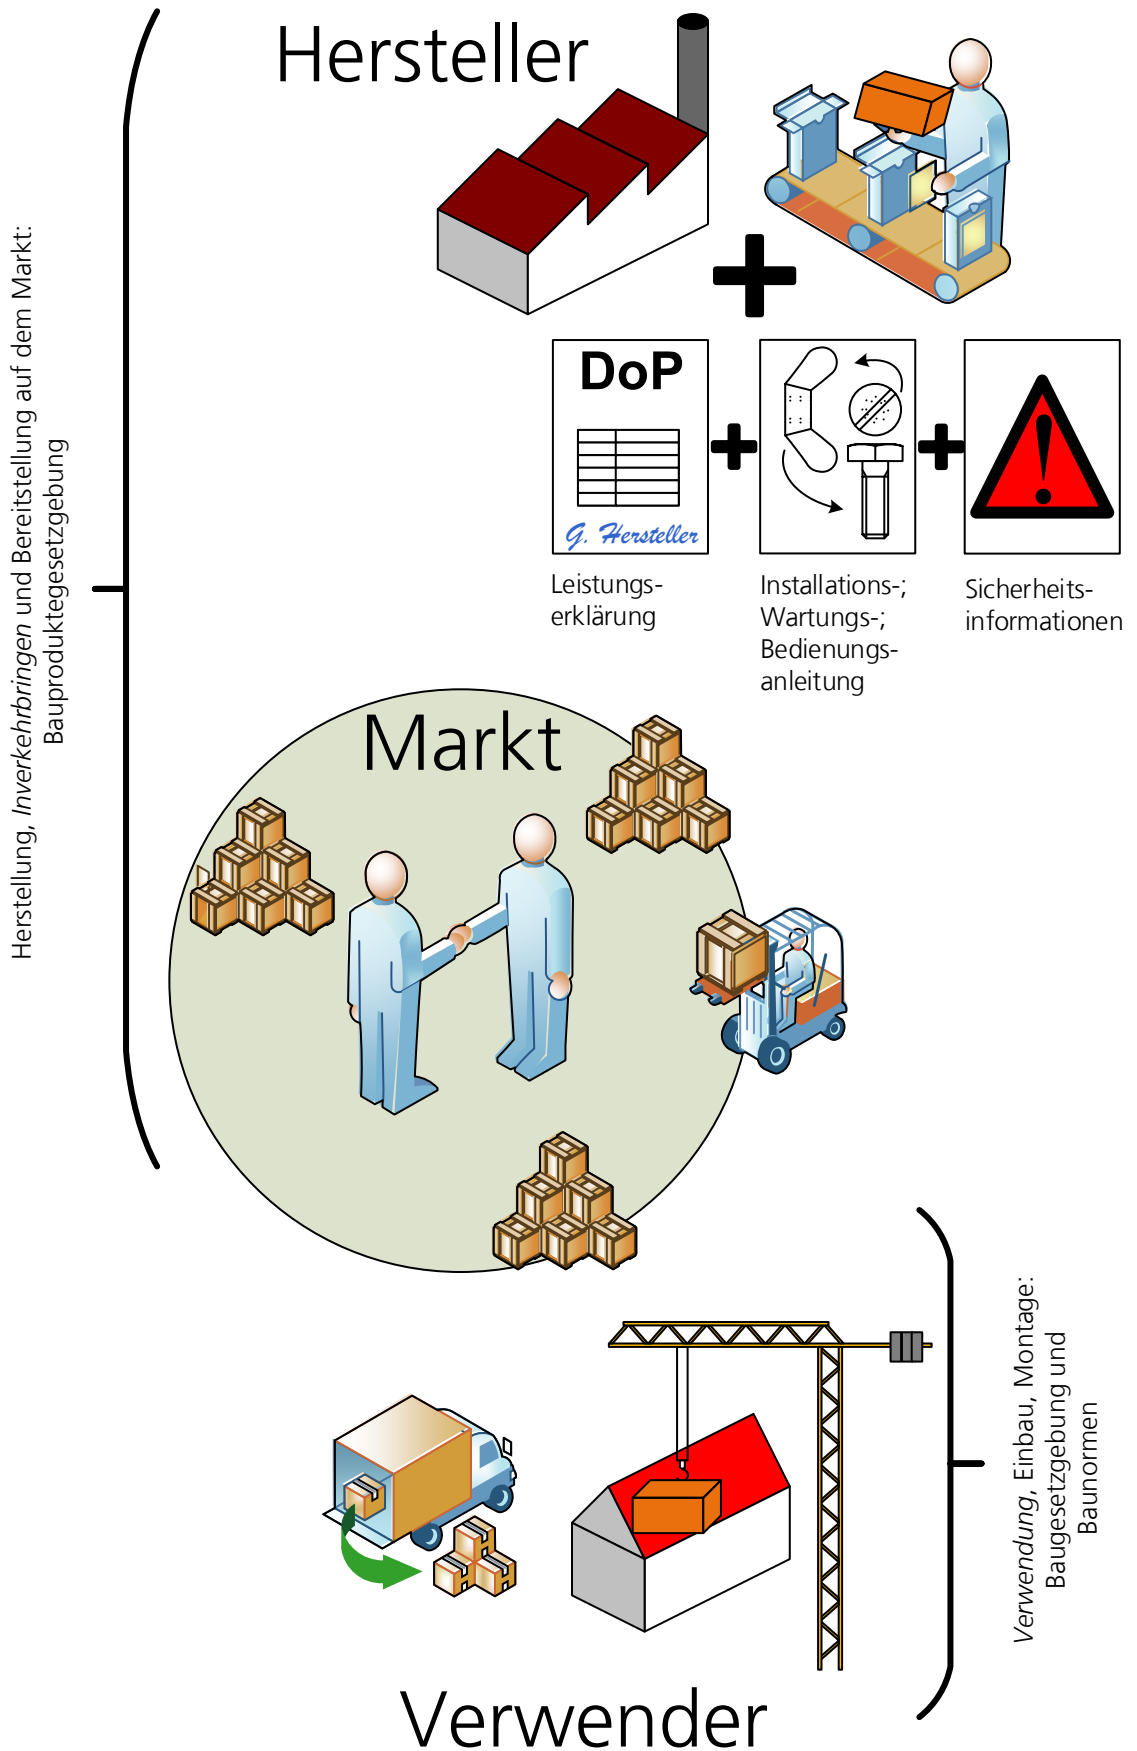 Hersteller
Herstellung, Inverkehrbringen und Bereitstellung auf dem Markt:
Bauproduktegesetzgebung
DoP
G. Hersteller
Leistungs-
erklärung
Installations-;
Wartungs-;
Bedienungs-
anleitung
Sicherheits-
informationen
Markt
Verwendung, Einbau, Montage:
Baugesetzgebung und
Baunormen
Verwender